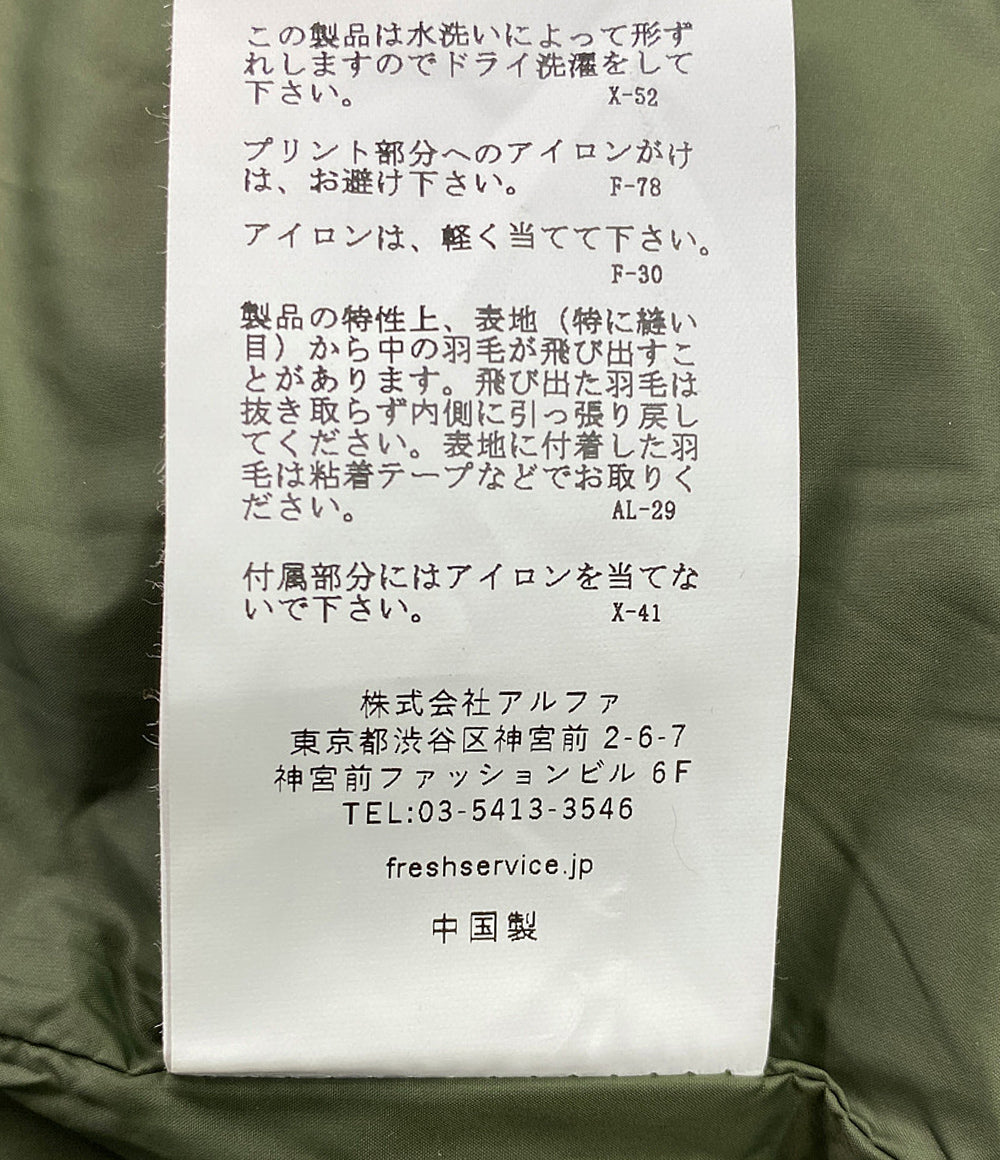 この製品は水洗いによって形ず
れしますのでドライ洗濯をして
下さい。 X-52
プリント部分へのアイロンがけ
は、お避け下さい。 F-78
アイロンは、軽く当てて下さい。
F-30
製品の特性上、表地（特に縫い
目）から中の羽毛が飛び出すこ
とがあります。飛び出た羽毛は
抜き取らず内側に引っ張り戻し
てください。表地に付着した羽
毛は粘着テープなどでお取りく
ださい。 AL-29
付属部分にはアイロンを当てな
いで下さい。 X-41
株式会社アルファ
東京都渋谷区神宮前 2-6-7
神宮前ファッションビル 6F
TEL:03-5413-3546
freshservice.jp
中国製